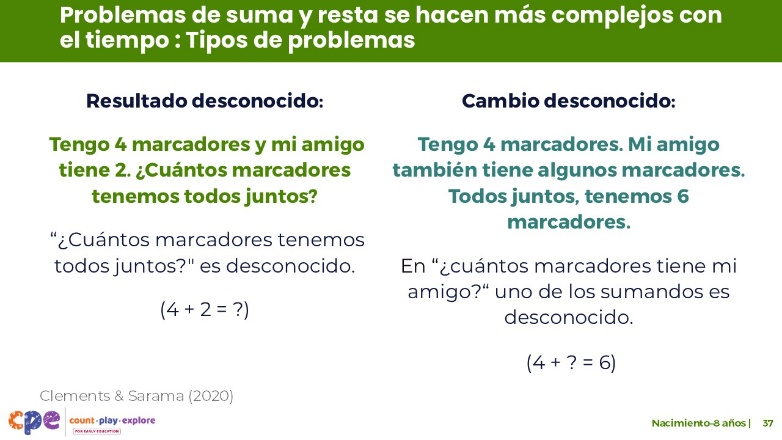 Problemas de suma y resta se hacen más complejos con
el tiempo : Tipos de problemas
Resultado desconocido:
Tengo 4 marcadores y mi amigo
tiene 2. ¿Cuántos marcadores
tenemos todos juntos?
“¿Cuántos marcadores tenemos
todos juntos?" es desconocido.
(4 + 2 = ?)
Cambio desconocido:
Tengo 4 marcadores. Mi amigo
también tiene algunos marcadores.
Todos juntos, tenemos 6
marcadores.
En “¿cuántos marcadores tiene mi
amigo?“ uno de los sumandos es
desconocido.
(4 + ? = 6)
Clements & Sarama (2020)
cpe
count·play·explore
FOR EARLY EDUCATION
Nacimiento-8 años | 37